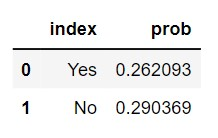 index prob
0 Yes 0.262093
1 No 0.290369